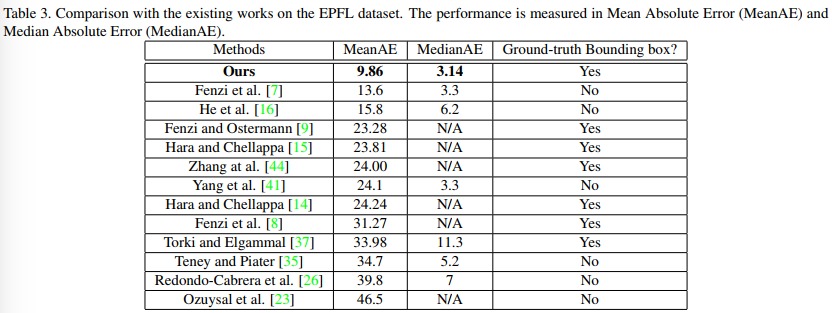 Table 3. Comparison with the existing works on the EPFL dataset. The performance is measured in Mean Absolute Error (MeanAE) and
Median Absolute Error (MedianAE).
Methods MeanAE MedianAE Ground-truth Bounding box?
Ours 9.86 3.14 Yes
Fenzi et al. [7] 13.6 3.3 No
He et al. [16] 15.8 6.2 No
Fenzi and Ostermann [9] 23.28 N/A Yes
Hara and Chellappa [15] 23.81 N/A Yes
Zhang at al. [44] 24.00 N/A Yes
Yang et al. [41] 24.1 3.3 No
Hara and Chellappa [14] 24.24 N/A Yes
Fenzi et al. [8] 31.27 N/A Yes
Torki and Elgammal [37] 33.98 11.3 Yes
Teney and Piater [35] 34.7 5.2 No
Redondo-Cabrera et al. [26] 39.8 7 No
Ozuysal et al. [23] 46.5 N/A No